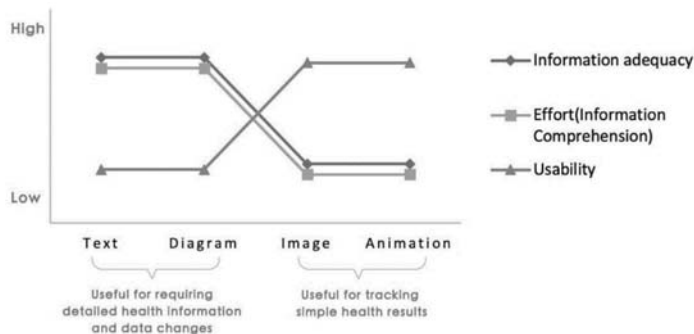 High
Low
Information adequacy
Effort(Information
Comprehension)
Usability
Text Diagram Image Animation
Useful for requiring
detailed health information
and data changes
Useful for tracking
simple health results